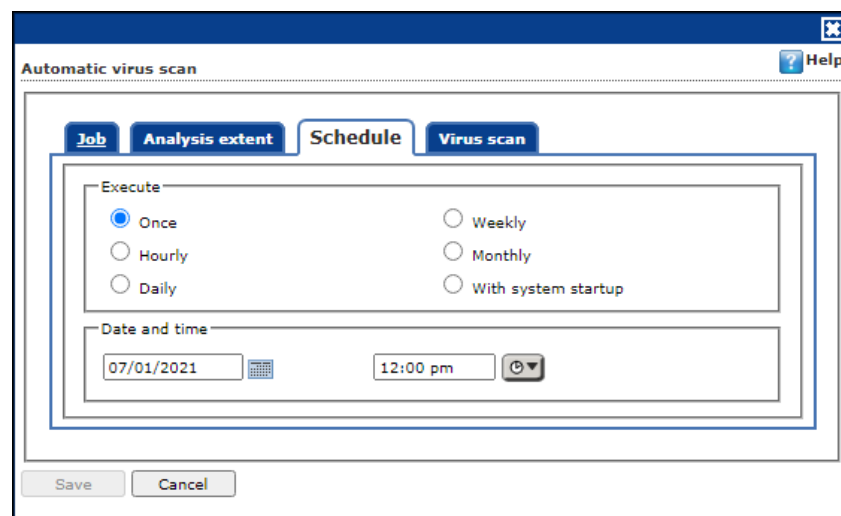 Help
Automatic virus scan
Job Analysis extent Schedule Virus scan
Execute
Once Weekly
Hourly Monthly
Daily With system startup
Date and time
07/01/2021 12:00 pm
Save Cancel